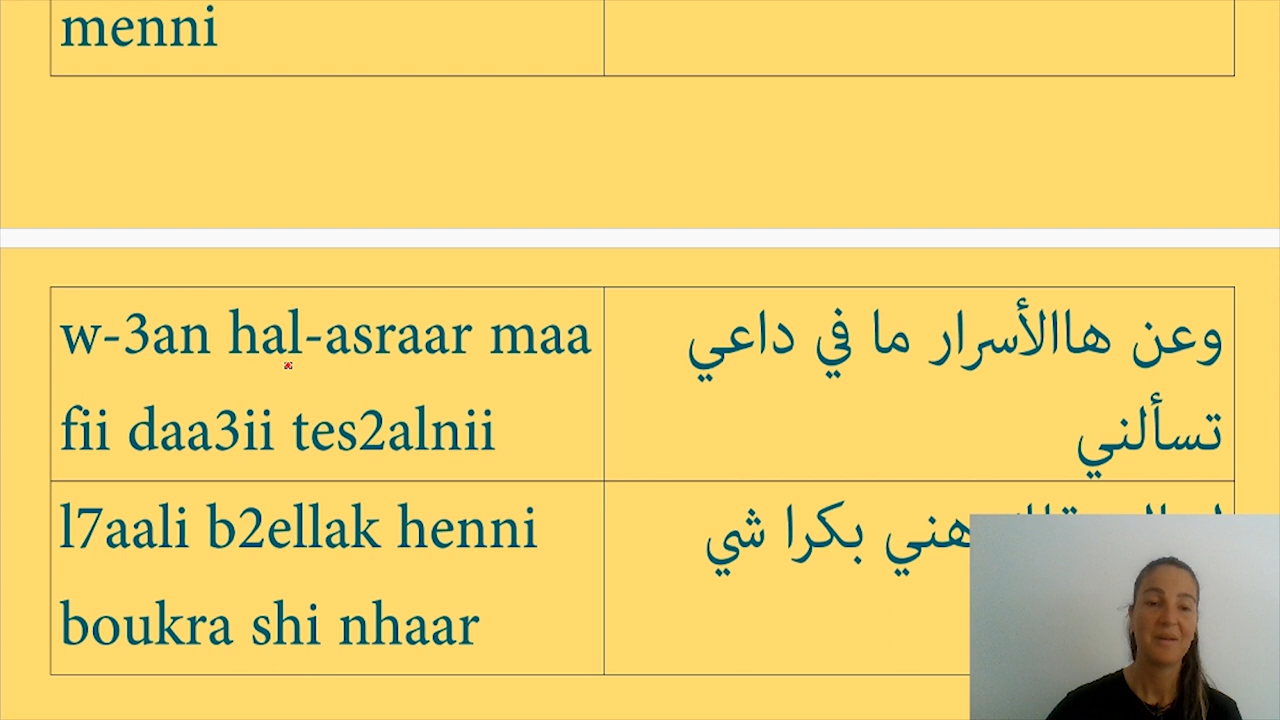 menni
w-3an hal-asraar maa
fii daa3ii tes2alnii
وعن هاالأسرار ما في داعي
تسألني
l7aali b2ellak henni
boukra shi nhaar
هني بكرا شي